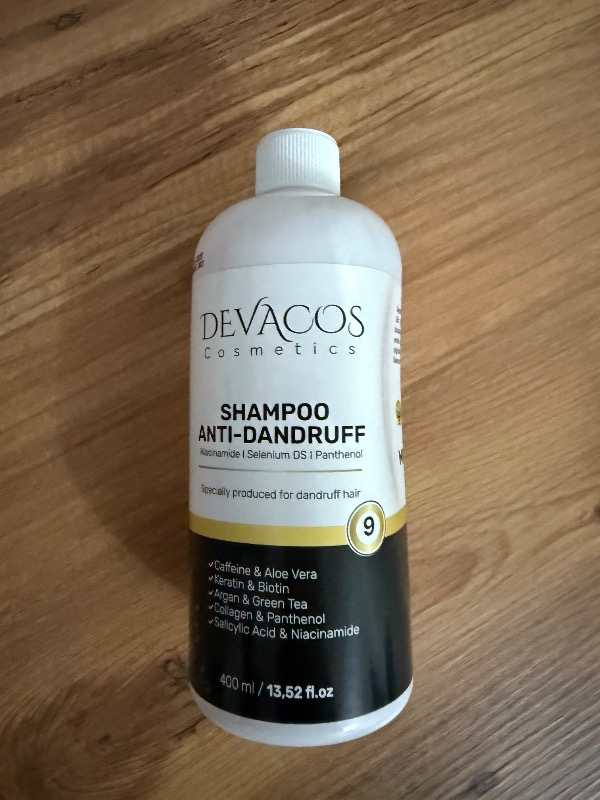 DEVACOS
Cosmetics
SHAMPOO
ANTI-DANDRUFF
Niacinamide | Selenium DS | Panthenol
Specially produced for dandruff hair
9
✓Caffeine & Aloe Vera
✓Keratin & Biotin
✓Argan & Green Tea
✓Collagen & Panthenol
✓Salicylic Acid & Niacinamide
400 ml / 13,52 fl.oz